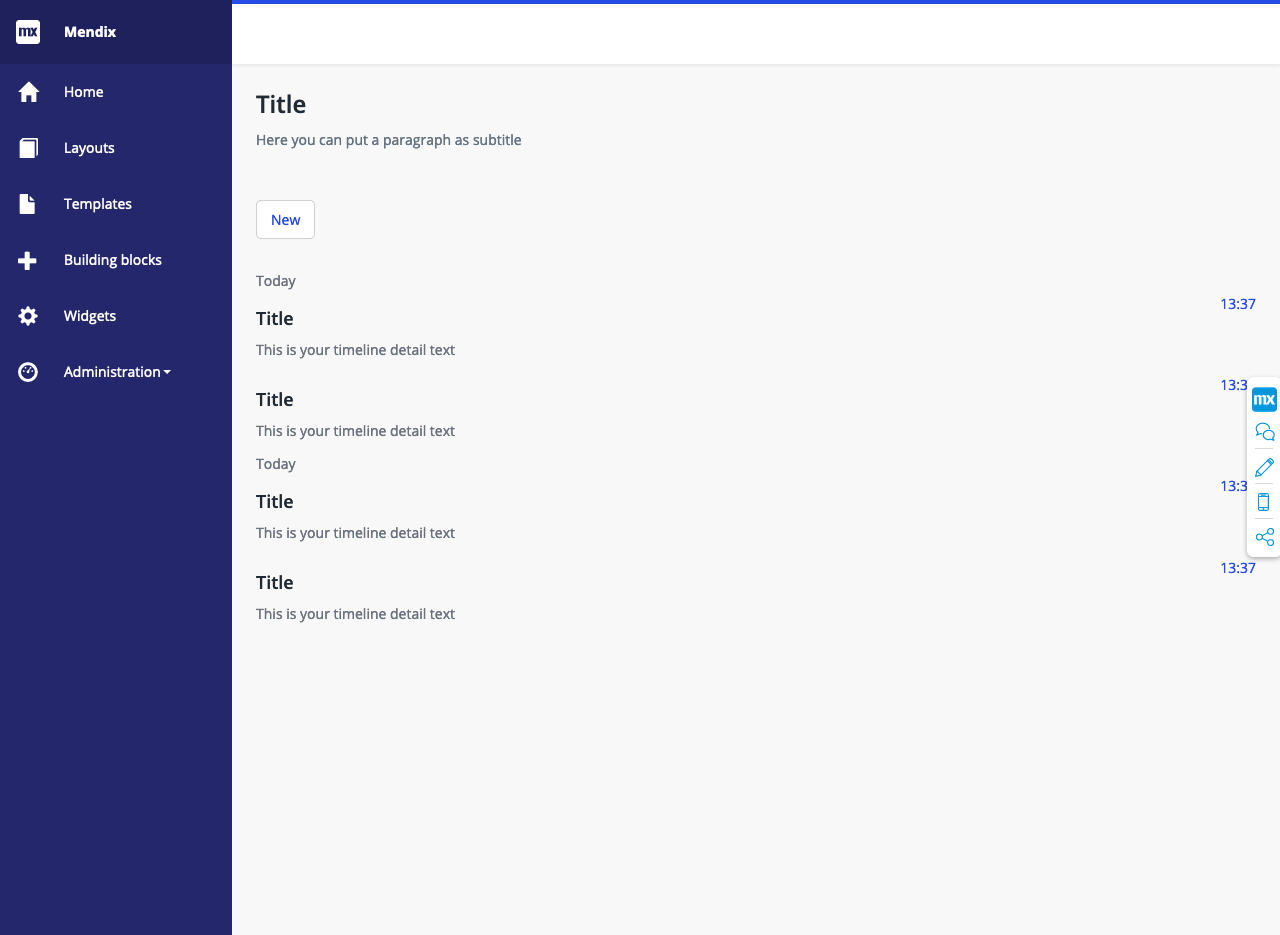 mx Mendix
Home
Layouts
Templates
Building blocks
Widgets
Administration
Title
Here you can put a paragraph as subtitle
New
Today
13:37
Title
This is your timeline detail text
13:3
Title
This is your timeline detail text
Today
13:3
Title
This is your timeline detail text
13:37
Title
This is your timeline detail text
mx